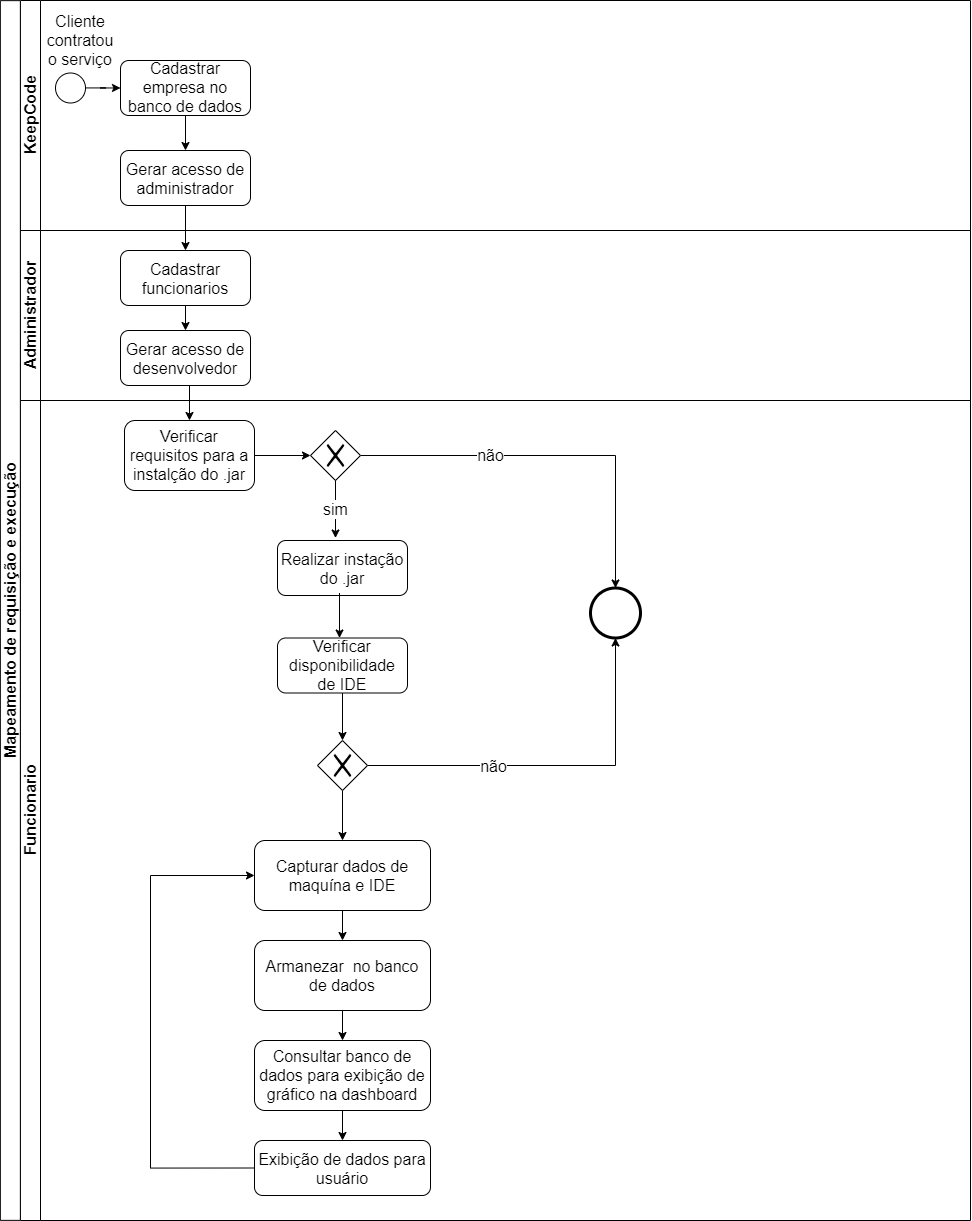 Mapeamento de requisição e execução
KeepCode
Cliente
contratou
o serviço
Cadastrar
empresa no
banco de dados
Gerar acesso de
administrador
Administrador
Cadastrar
funcionarios
Gerar acesso de
desenvolvedor
Funcionario
Verificar
requisitos para a
instalção do .jar
não
sim
Realizar instação
do .jar
Verificar
disponibilidade
de IDE
não
Capturar dados de
maquína e IDE
Armanezar  no banco
de dados
Consultar banco de
dados para exibição de
gráfico na dashboard
Exibição de dados para
usuário